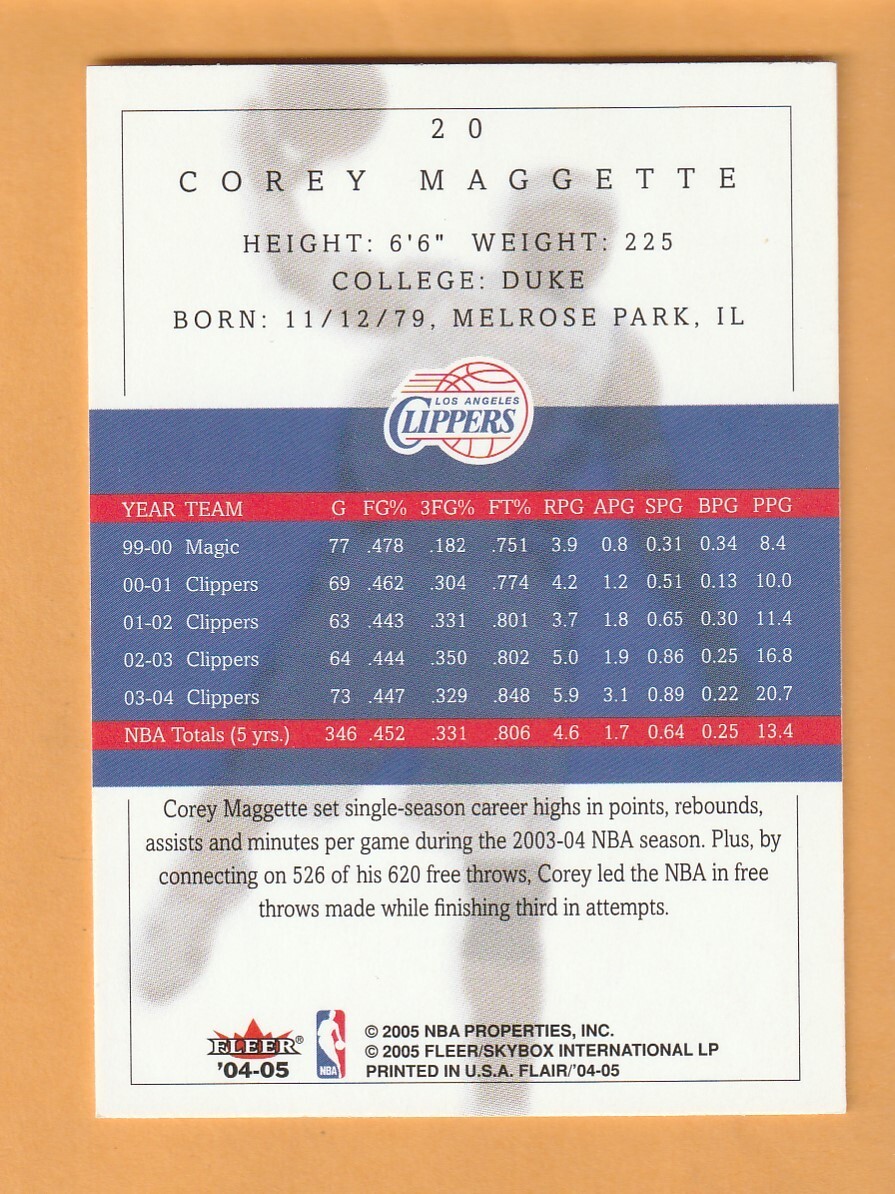 20
COREY MAGGETTE
HEIGHT: 6'6" WEIGHT: 225
COLLEGE: DUKE
BORN: 11/12/79, MELROSE PARK, IL
LOS ANGELES
CLIPPERS
YEAR TEAM G FG% 3FG% FT% RPG APG SPG BPG PPG
99-00 Magic 77 .478 .182 .751 3.9 0.8 0.31 0.34 8.4
00-01 Clippers 69 .462 .304 .774 4.2 1.2 0.51 0.13 10.0
01-02 Clippers 63 .443 .331 .801 3.7 1.8 0.65 0.30 11.4
02-03 Clippers 64 .444 .350 .802 5.0 1.9 0.86 0.25 16.8
03-04 Clippers 73 .447 .329 .848 5.9 3.1 0.89 0.22 20.7
NBA Totals (5 yrs.) 346 .452 .331 .806 4.6 1.7 0.64 0.25 13.4
Corey Maggette set single-season career highs in points, rebounds,
assists and minutes per game during the 2003-04 NBA season. Plus, by
connecting on 526 of his 620 free throws, Corey led the NBA in free
throws made while finishing third in attempts.
FLEER®
'04-05
NBA
© 2005 NBA PROPERTIES, INC.
© 2005 FLEER/SKYBOX INTERNATIONAL LP
PRINTED IN U.S.A. FLAIR/'04-05